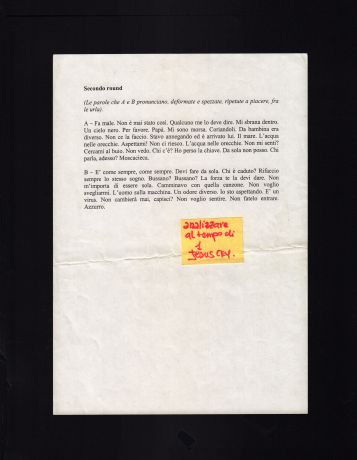 Secondo round
(Le parole che A e B pronunciano, deformate e spezzate, ripetute a piacere, fra
le urla).
A – Fa male. Non è mai stato così. Qualcuno me lo deve dire. Mi sbrana dentro.
Un cielo nero. Per favore. Papà. Mi sono morsa. Coriandoli. Da bambina era
diverso. Non ce la faccio. Stavo annegando ed è arrivato lui. Il mare. L'acqua
nelle orecchie. Aspettami! Non ci riesco. L'acqua nelle orecchie. Non mi senti?
Cercami al buio. Non vedo. Chi c'è? Ho perso la chiave. Da sola non posso. Chi
parla, adesso? Moscacieca.
B – E' come sempre, come sempre. Devi fare da sola. Chi è caduto? Rifaccio
sempre lo stesso sogno. Bussano? Bussano? La forza te la devi dare. Non
m'importa di essere sola. Camminavo con quella canzone. Non voglio
svegliarmi. L'uomo sulla macchina. Un odore diverso. Io sto aspettando. E' un
virus. Non cambierà mai, capisci? Non voglio sentire. Non fatelo entrare.
Azzurro.
analizzare
al tempo di
1
JESUS CRY.